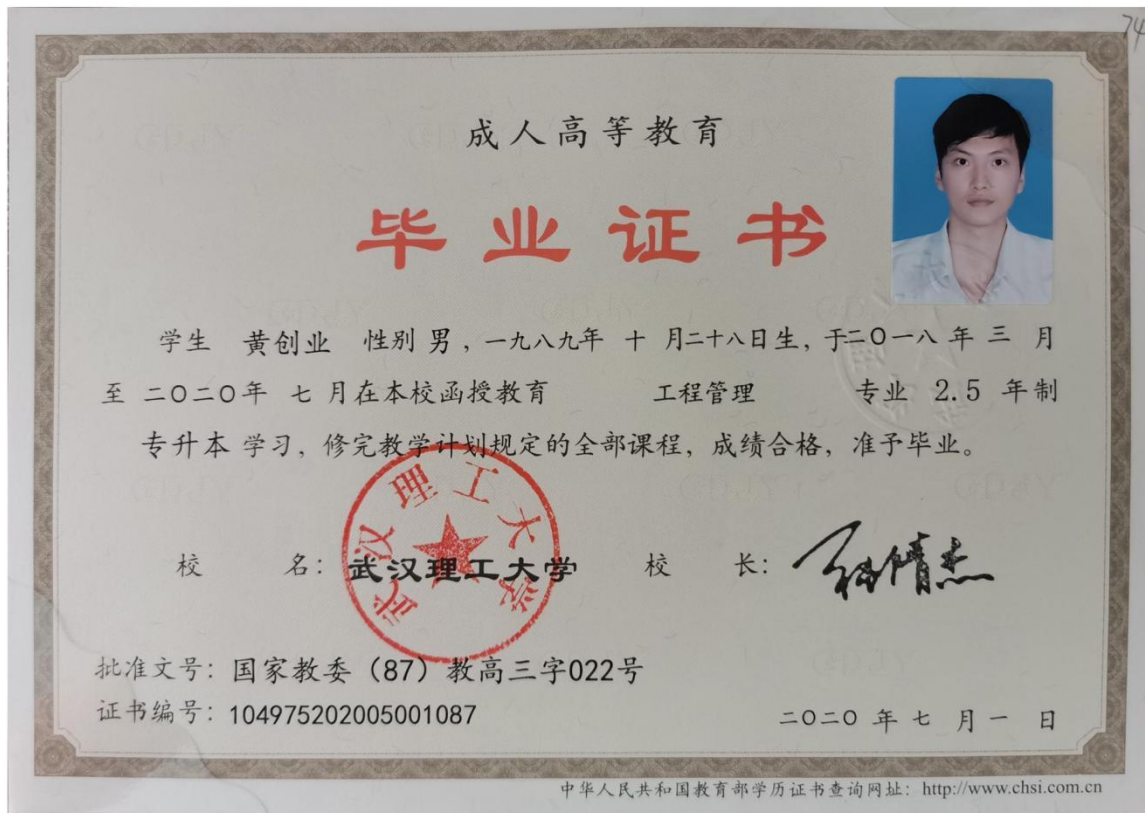 74
成人高等教育
毕业证书
学生 黄创业 性别 男，一九八九年 十 月二十八日生，于二〇一八 年 三 月
至 二〇二〇年 七 月在本校函授教育 工程管理 专业 2.5 年制
专升本 学习，修完教学计划规定的全部课程，成绩合格，准予毕业。
武汉理工大学
校 名：武汉理工大学 校 长：
批准文号：国家教委（87）教高三字022号
证书编号：104975202005001087
二〇二〇 年 七 月 一 日
中华人民共和国教育部学历证书查询网址：http://www.chsi.com.cn